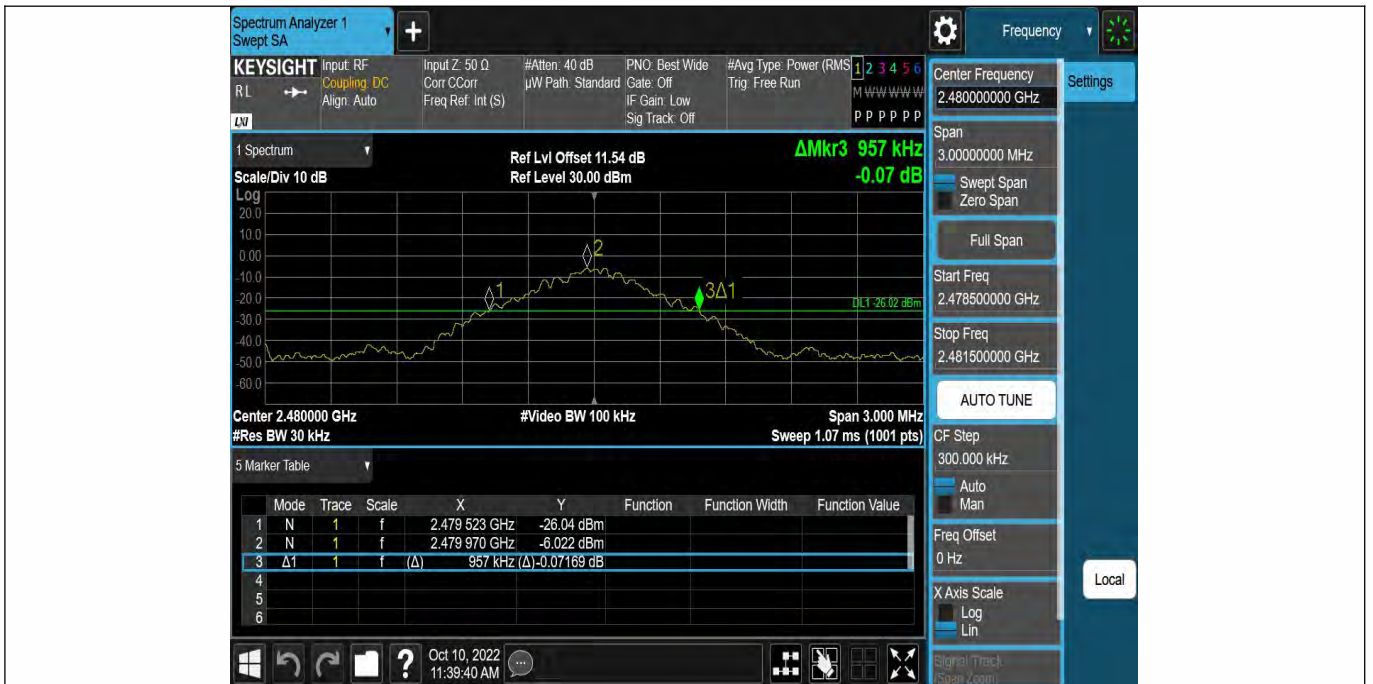 Spectrum Analyzer 1
Swept SA
+
Frequency
KEYSIGHT
RL
LXI
Input: RF
Coupling: DC
Align: Auto
Input Z: 50 Ω
Corr CCorr
Freq Ref: Int (S)
#Atten: 40 dB
µW Path: Standard
PNO: Best Wide
Gate: Off
IF Gain: Low
Sig Track: Off
#Avg Type: Power (RMS
Trig: Free Run
1 2 3 4 5 6
M W W W W W
P P P P P P
1 Spectrum
Scale/Div 10 dB
Ref Lvl Offset 11.54 dB
Ref Level 30.00 dBm
ΔMkr3 957 kHz
-0.07 dB
Log
20.0
10.0
0.00
-10.0
-20.0
-30.0
-40.0
-50.0
-60.0
1
2
3Δ1
DL1 -26.02 dBm
Center 2.480000 GHz
#Res BW 30 kHz
#Video BW 100 kHz
Span 3.000 MHz
Sweep 1.07 ms (1001 pts)
5 Marker Table
Mode Trace Scale X Y Function Function Width Function Value
1 N 1 f 2.479 523 GHz -26.04 dBm
2 N 1 f 2.479 970 GHz -6.022 dBm
3 Δ1 1 f (Δ) 957 kHz (Δ) -0.07169 dB
4
5
6
?
Oct 10, 2022
11:39:40 AM
Center Frequency
2.480000000 GHz
Settings
Span
3.00000000 MHz
Swept Span
Zero Span
Full Span
Start Freq
2.478500000 GHz
Stop Freq
2.481500000 GHz
AUTO TUNE
CF Step
300.000 kHz
Auto
Man
Freq Offset
0 Hz
X Axis Scale
Log
Lin
Local
Signal Track
(Span Zoom)